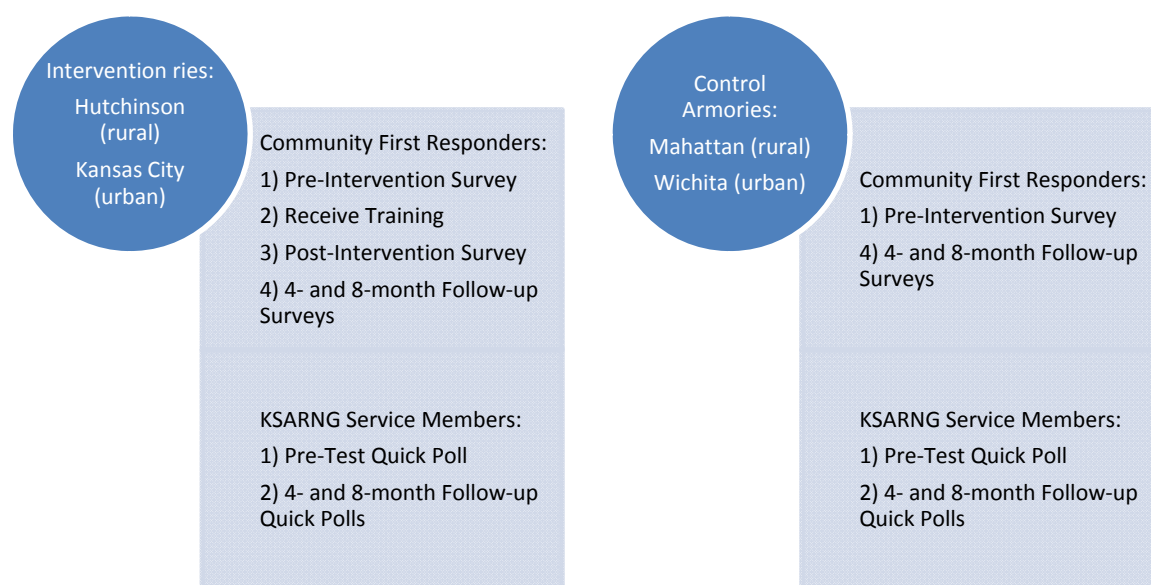 Intervention ries:
Hutchinson
(rural)
Kansas City
(urban)
Community First Responders:
1) Pre-Intervention Survey
2) Receive Training
3) Post-Intervention Survey
4) 4- and 8-month Follow-up
Surveys
KSARNG Service Members:
1) Pre-Test Quick Poll
2) 4- and 8-month Follow-up
Quick Polls
Control
Armories:
Mahattan (rural)
Wichita (urban)
Community First Responders:
1) Pre-Intervention Survey
4) 4- and 8-month Follow-up
Surveys
KSARNG Service Members:
1) Pre-Test Quick Poll
2) 4- and 8-month Follow-up
Quick Polls